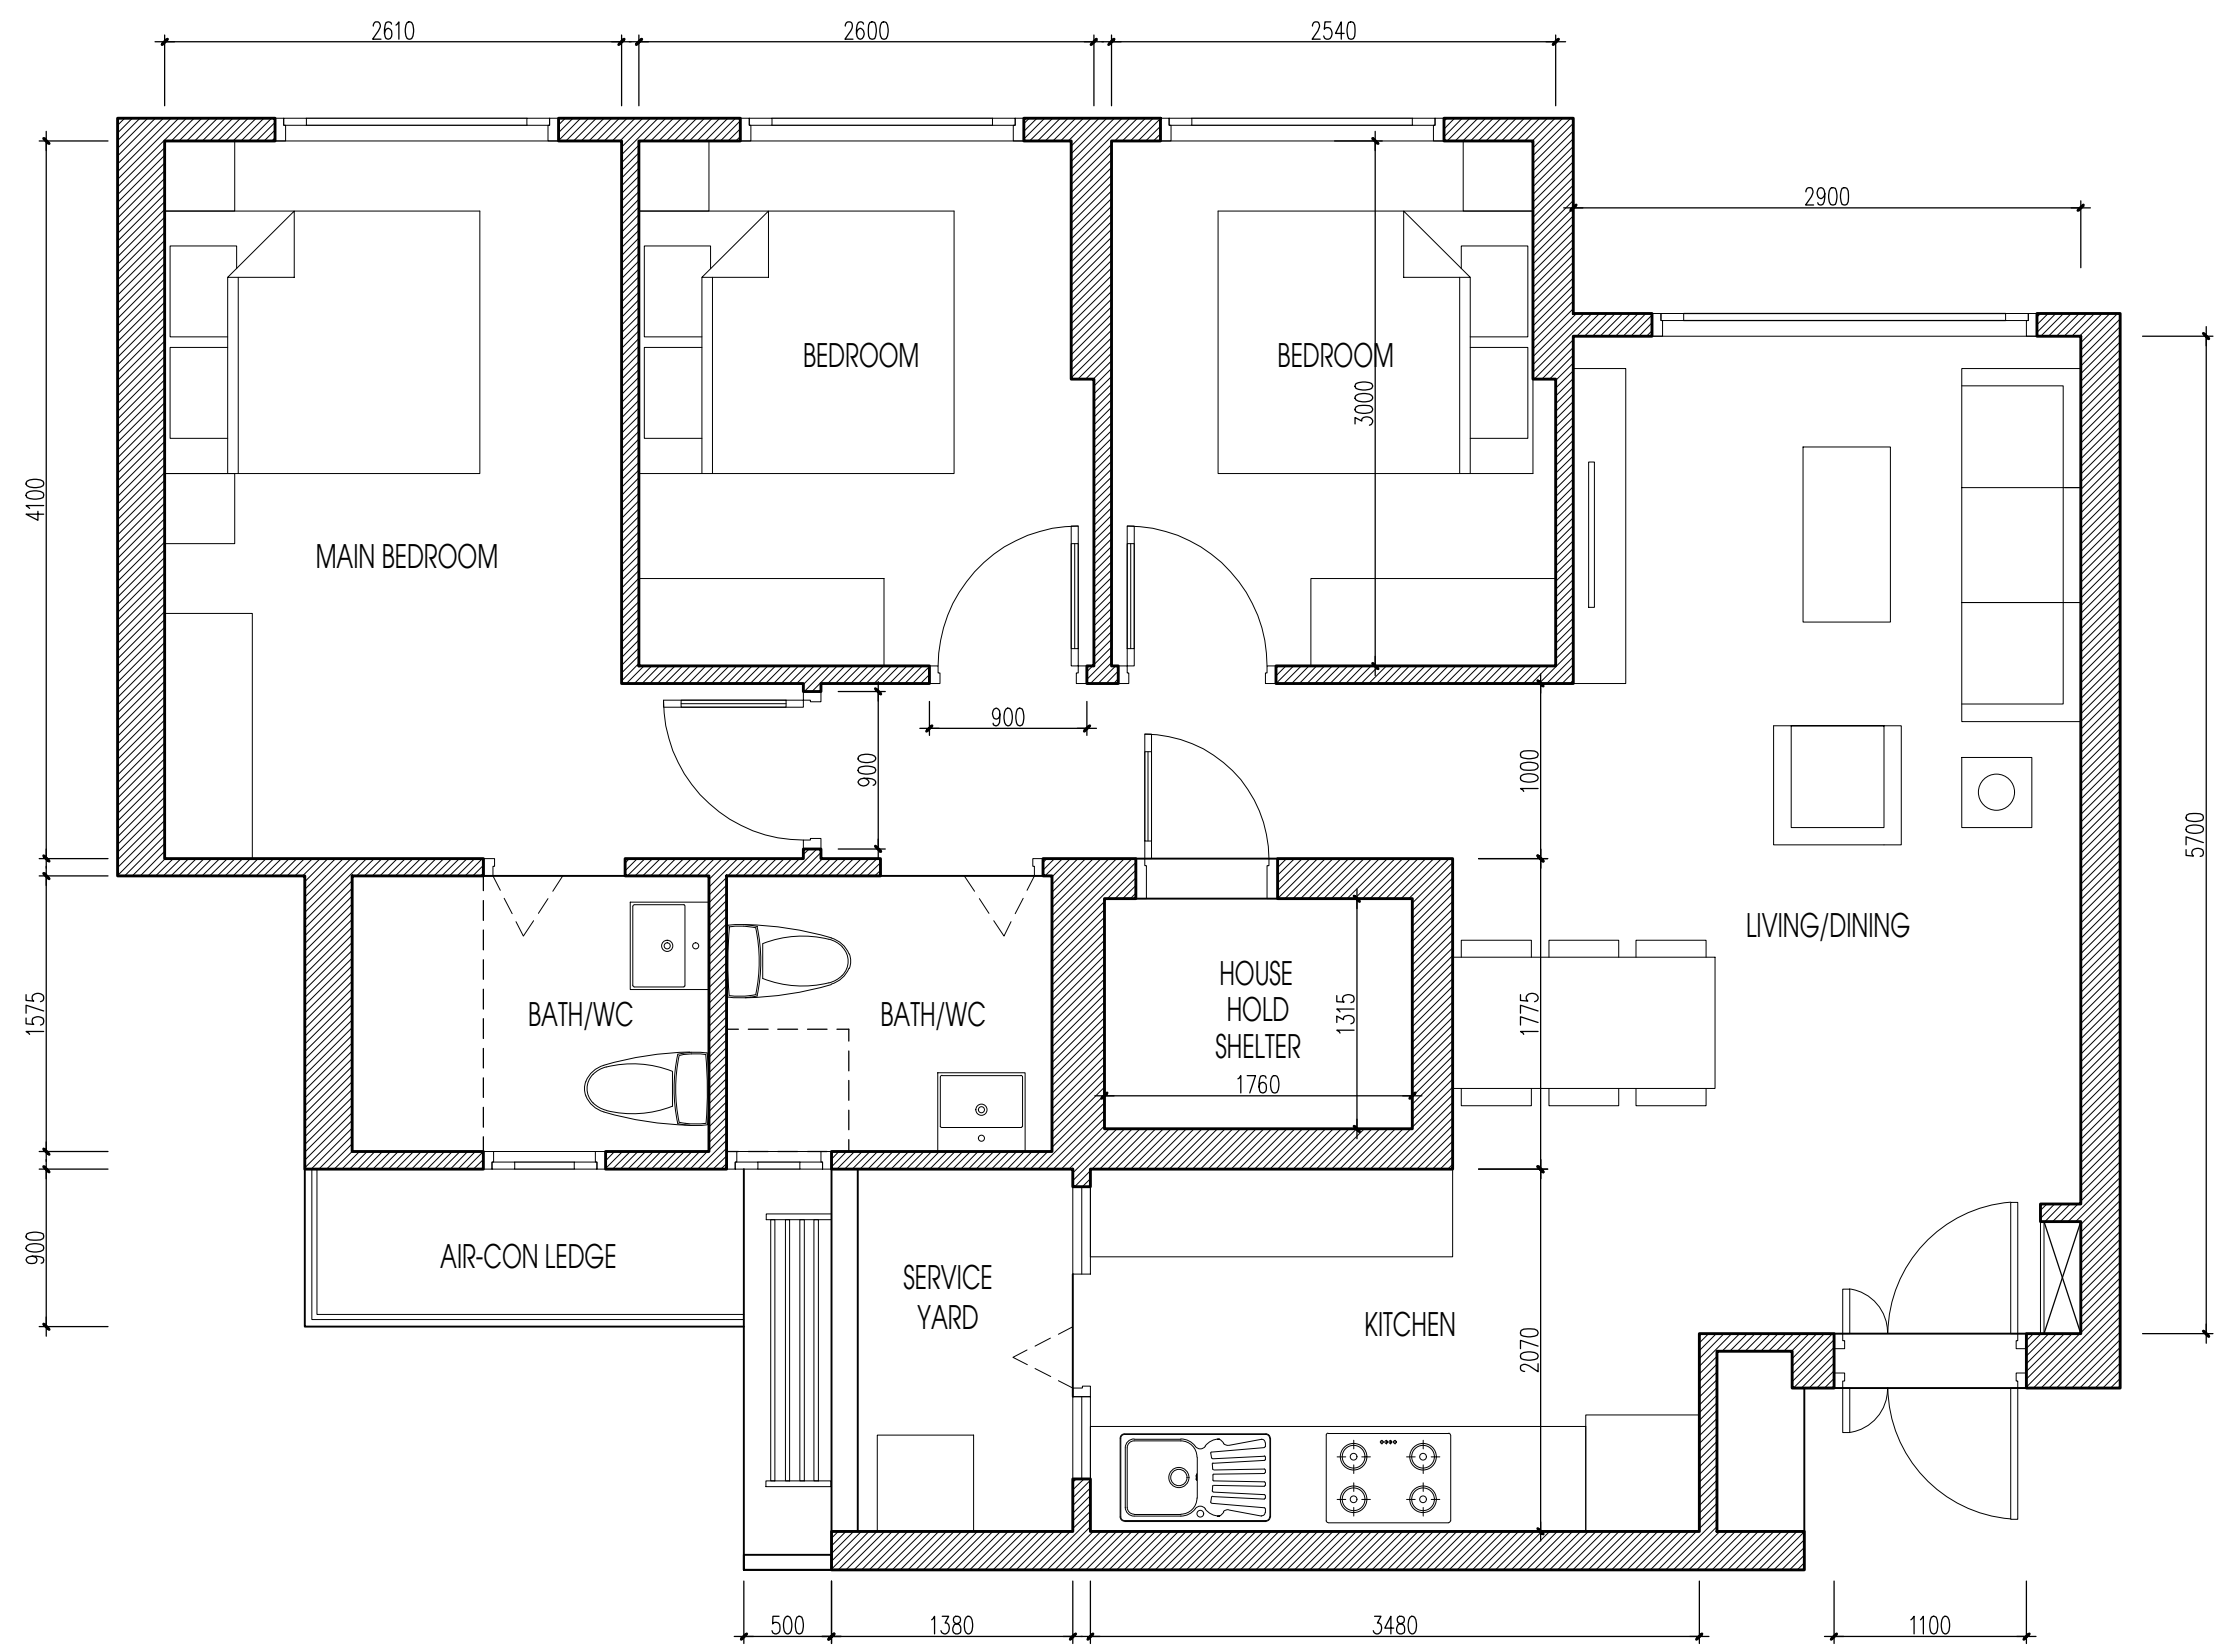 2610
2600
2540
2900
BEDROOM
BEDROOM
3000
4100
MAIN BEDROOM
900
900
1000
5700
LIVING/DINING
HOUSE
HOLD
SHELTER
1315
1760
1775
1575
BATH/WC
BATH/WC
900
AIR-CON LEDGE
SERVICE
YARD
KITCHEN
2070
500
1380
3480
1100